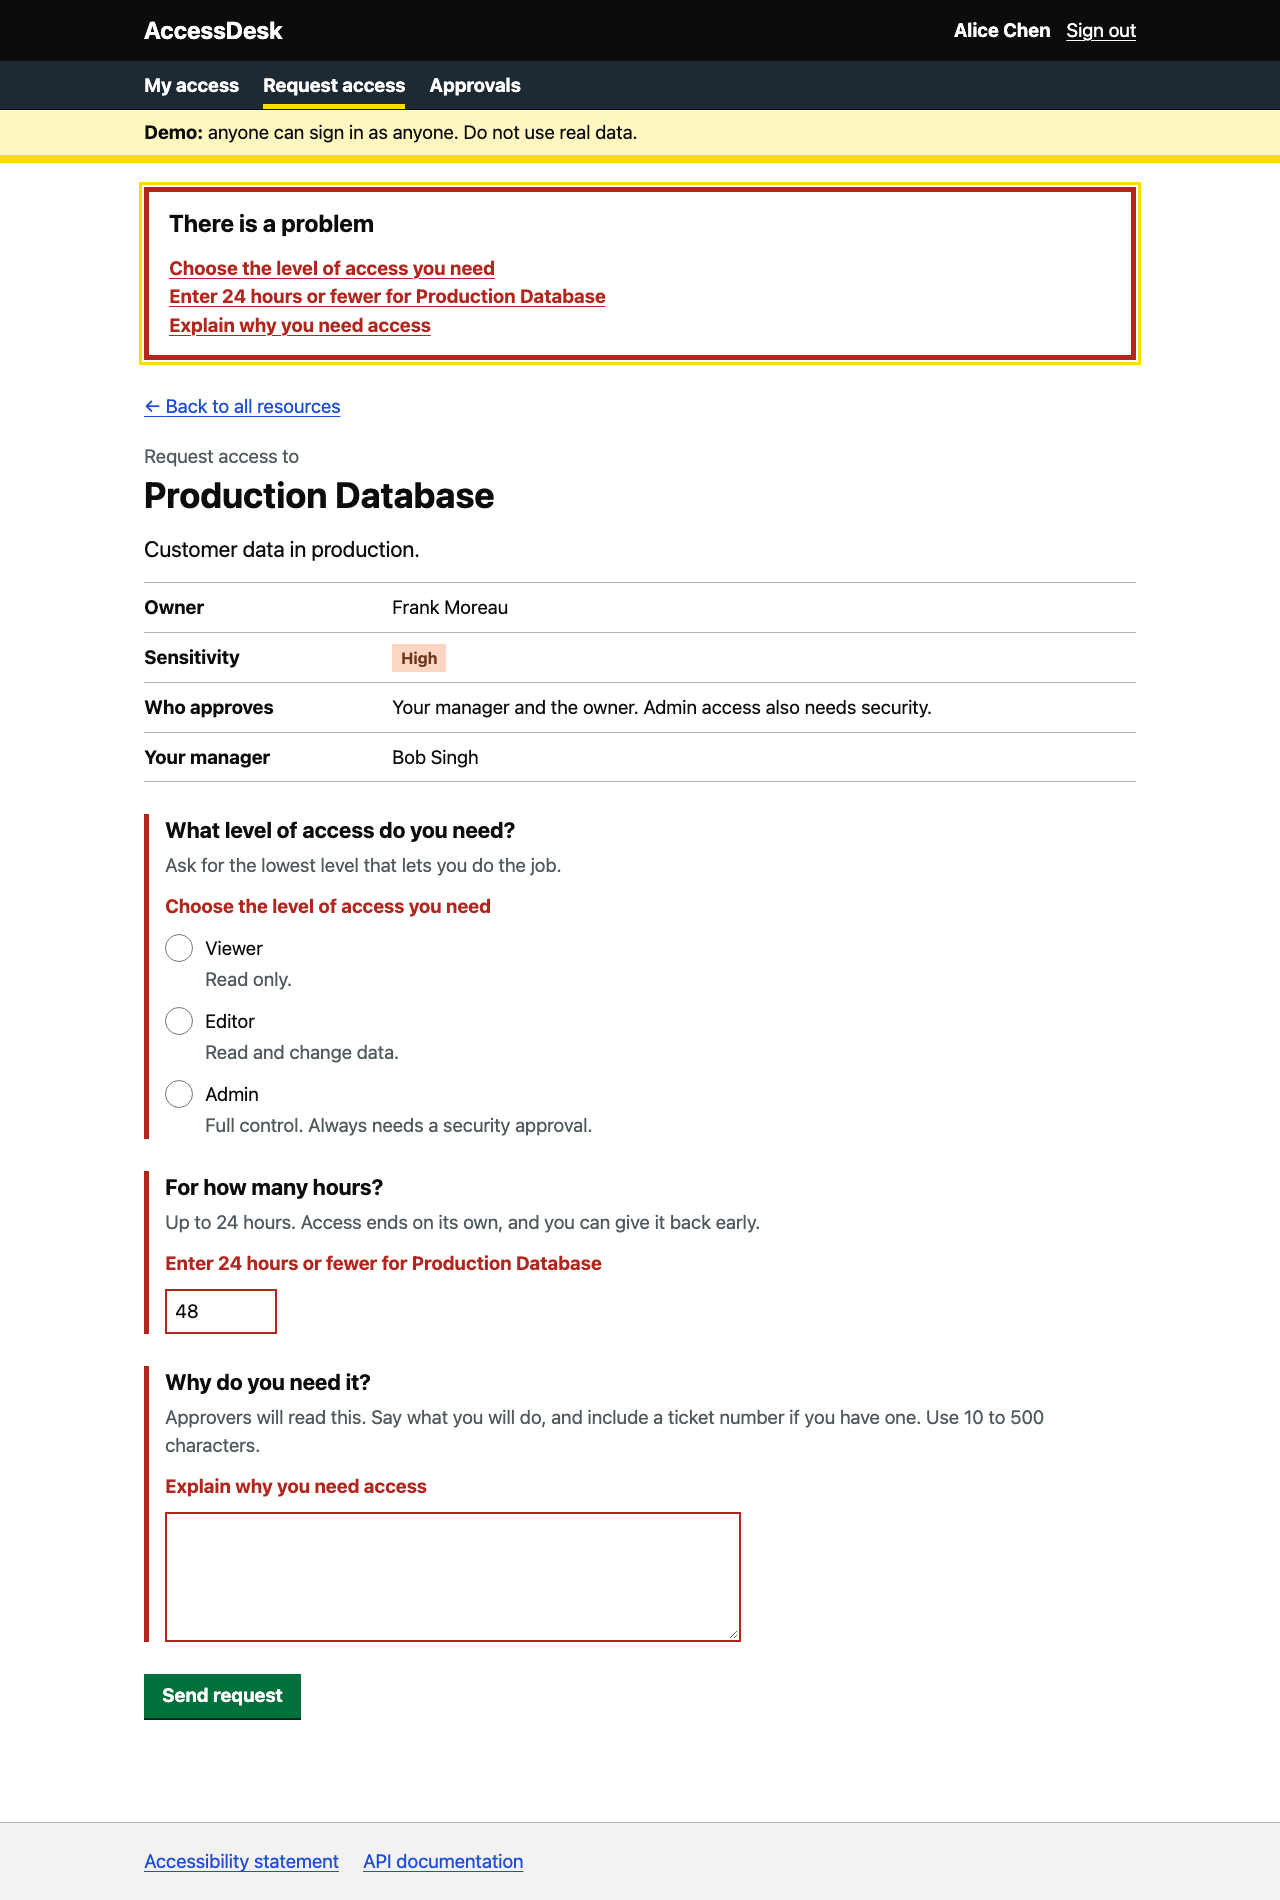 AccessDesk
Alice Chen Sign out
My access Request access Approvals
Demo: anyone can sign in as anyone. Do not use real data.
There is a problem
Choose the level of access you need
Enter 24 hours or fewer for Production Database
Explain why you need access
← Back to all resources
Request access to
Production Database
Customer data in production.
Owner Frank Moreau
Sensitivity High
Who approves Your manager and the owner. Admin access also needs security.
Your manager Bob Singh
What level of access do you need?
Ask for the lowest level that lets you do the job.
Choose the level of access you need
Viewer
Read only.
Editor
Read and change data.
Admin
Full control. Always needs a security approval.
For how many hours?
Up to 24 hours. Access ends on its own, and you can give it back early.
Enter 24 hours or fewer for Production Database
48
Why do you need it?
Approvers will read this. Say what you will do, and include a ticket number if you have one. Use 10 to 500
characters.
Explain why you need access
Send request
Accessibility statement API documentation